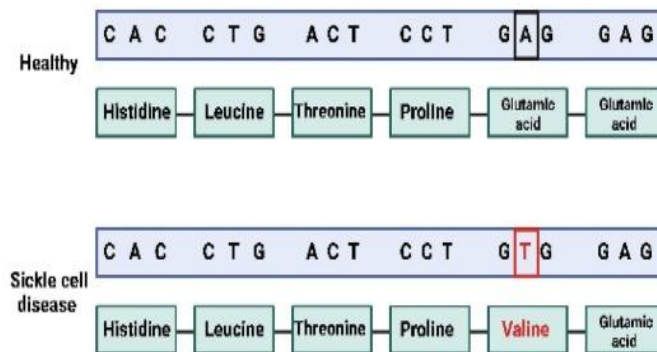 Healthy
C A C C T G A C T C C T G A G G A G
Histidine Leucine Threonine Proline Glutamic acid Glutamic acid
Sickle cell
disease
C A C C T G A C T C C T G T G G A G
Histidine Leucine Threonine Proline Valine Glutamic acid